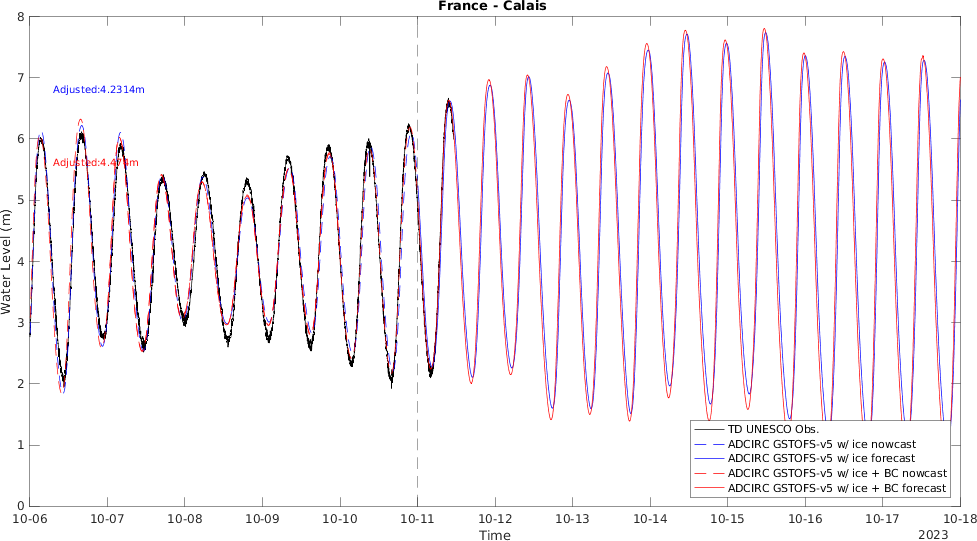 France - Calais
8
7
6
5
4
3
2
1
0
Water Level (m)
Adjusted:4.2314m
Adjusted:4.474m
TD UNESCO Obs.
ADCIRC GSTOFS-v5 w/ ice nowcast
ADCIRC GSTOFS-v5 w/ ice forecast
ADCIRC GSTOFS-v5 w/ ice + BC nowcast
ADCIRC GSTOFS-v5 w/ ice + BC forecast
10-06 10-07 10-08 10-09 10-10 10-11 10-12 10-13 10-14 10-15 10-16 10-17 10-18
Time
2023